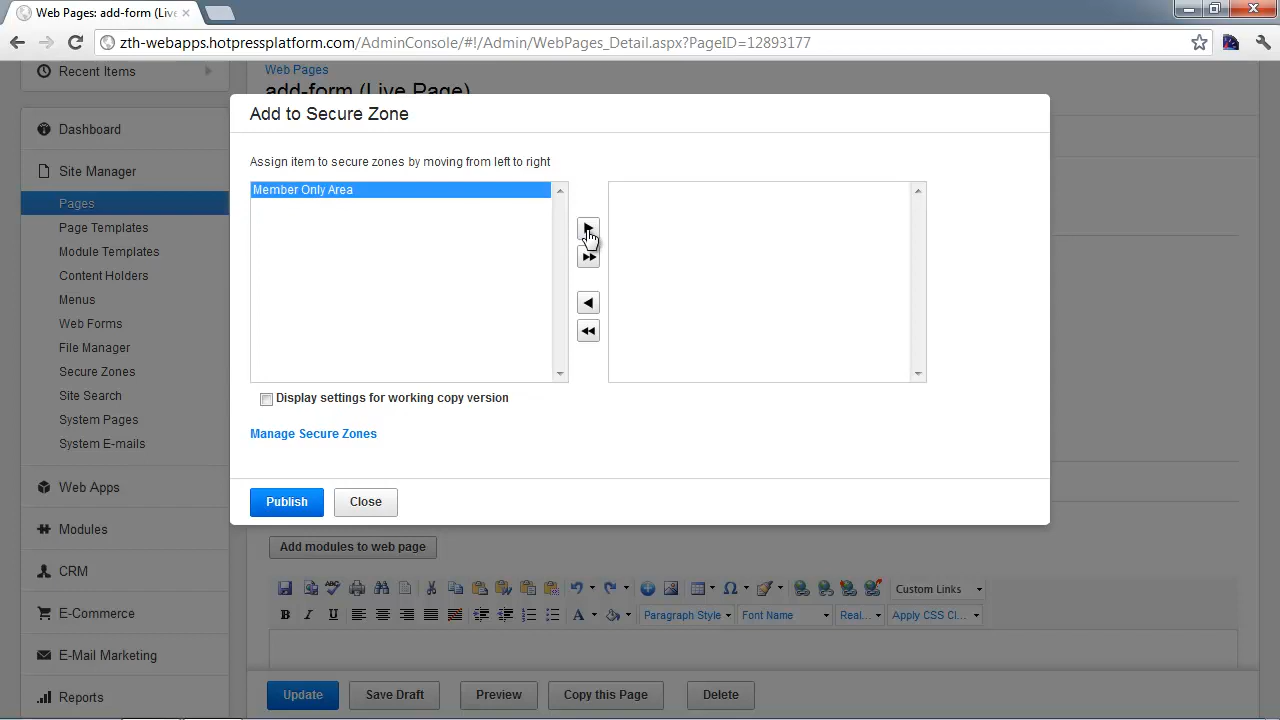 Web Pages: add-form (Liv
zth-webapps.hotpressplatform.com/AdminConsole/#!/Admin/WebPages_Detail.aspx?PageID=12893177
Recent Items
Web Pages
add-form (Live Page)
Add to Secure Zone
Dashboard
Assign item to secure zones by moving from left to right
Site Manager
Member Only Area
Pages
Page Templates
Module Templates
Content Holders
Menus
Web Forms
File Manager
Secure Zones
Site Search
Display settings for working copy version
System Pages
Manage Secure Zones
System E-mails
Web Apps
Publish
Close
Modules
Add modules to web page
CRM
Custom Links
E-Commerce
B I U
A
Paragraph Style
Font Name
Real...
Apply CSS Cl...
E-Mail Marketing
Reports
Update
Save Draft
Preview
Copy this Page
Delete